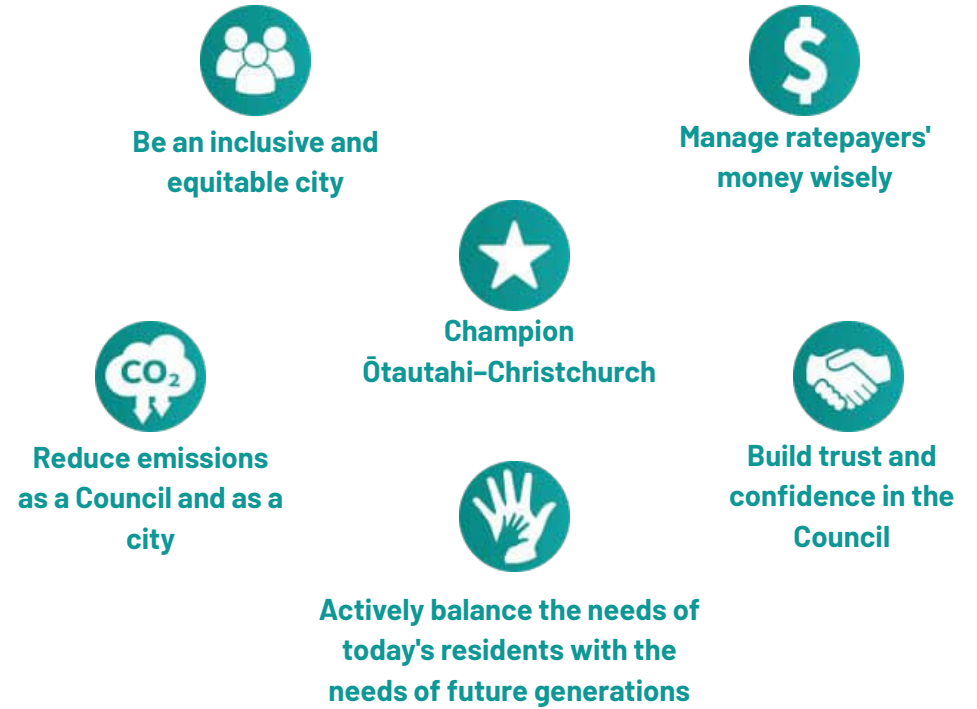 Be an inclusive and
equitable city
$
Manage ratepayers'
money wisely
Champion
Ōtautahi–Christchurch
CO₂
Reduce emissions
as a Council and as a
city
Build trust and
confidence in the
Council
Actively balance the needs of
today's residents with the
needs of future generations